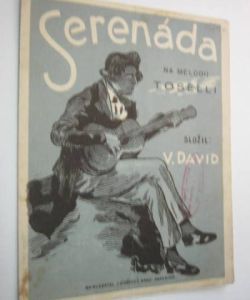 Serenáda
NA MELODII
TOSELLI
SLOŽIL
V. DAVID